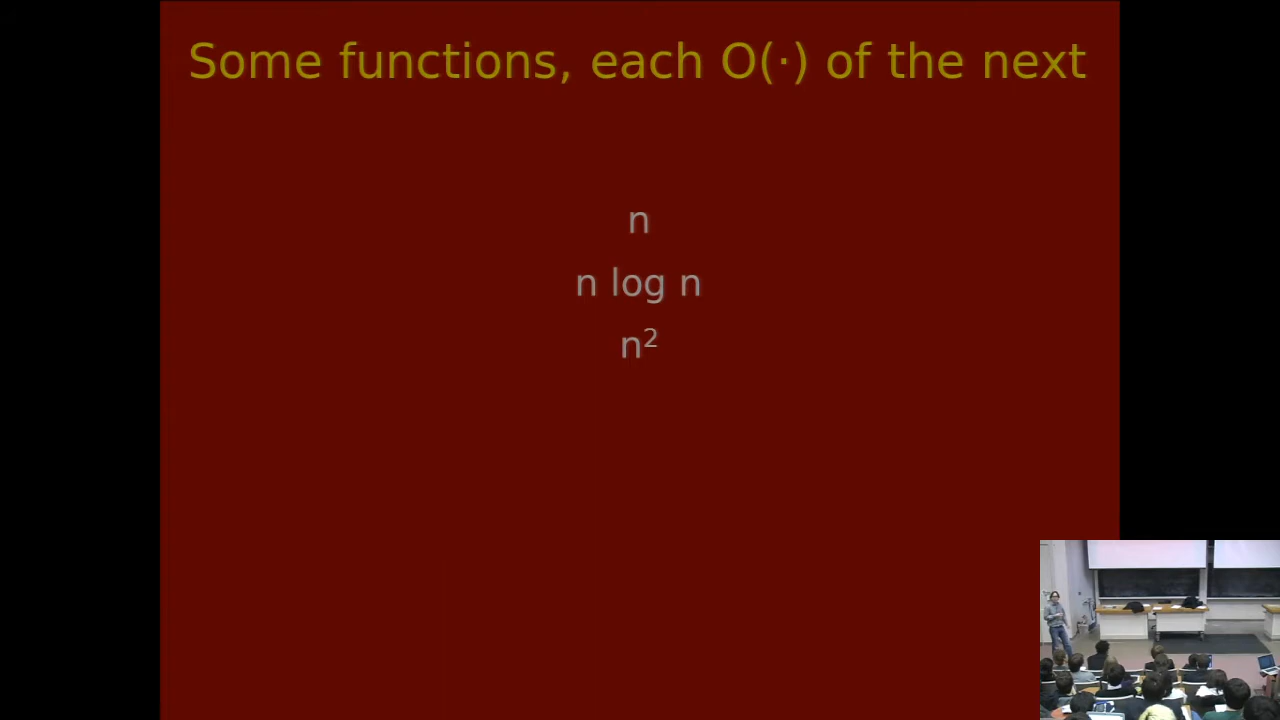 Some functions, each O(·) of the next
n
n log n
n²